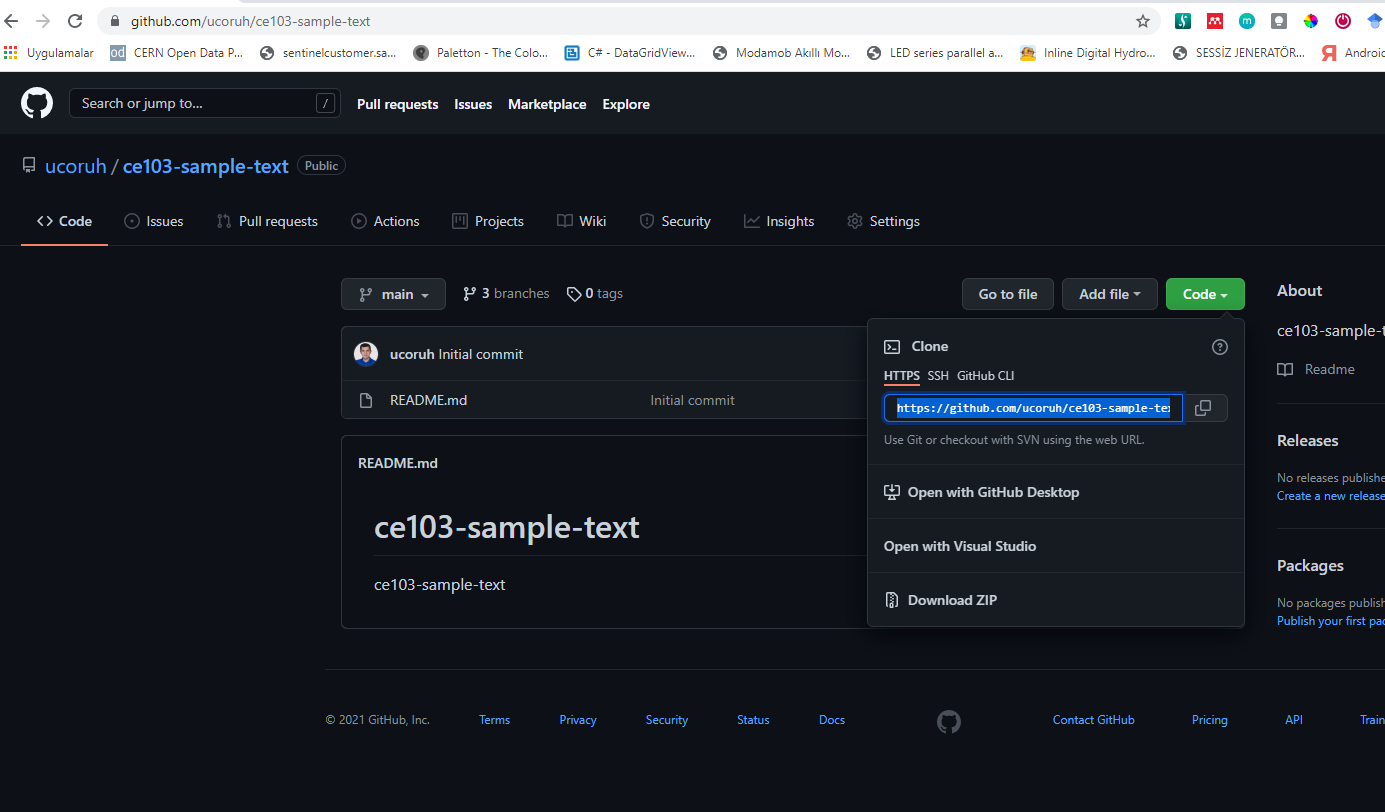 github.com/ucoruh/ce103-sample-text
Uygulamalar od CERN Open Data P... sentinelcustomer.sa... Paletton - The Colo... C# - DataGridView... Modamob Akıllı Mo... LED series parallel a... Inline Digital Hydro... SESSİZ JENERATÖR... Androic
Search or jump to... / Pull requests Issues Marketplace Explore
ucoruh / ce103-sample-text Public
Code Issues Pull requests Actions Projects Wiki Security Insights Settings
main 3 branches 0 tags Go to file Add file Code About
ucoruh Initial commit Clone ce103-sample-t
HTTPS SSH GitHub CLI Readme
README.md Initial commit https://github.com/ucoruh/ce103-sample-tex
Use Git or checkout with SVN using the web URL. Releases
README.md No releases publishe
Open with GitHub Desktop Create a new release
ce103-sample-text
Open with Visual Studio Packages
ce103-sample-text Download ZIP No packages publish
Publish your first pac
© 2021 GitHub, Inc. Terms Privacy Security Status Docs Contact GitHub Pricing API Train